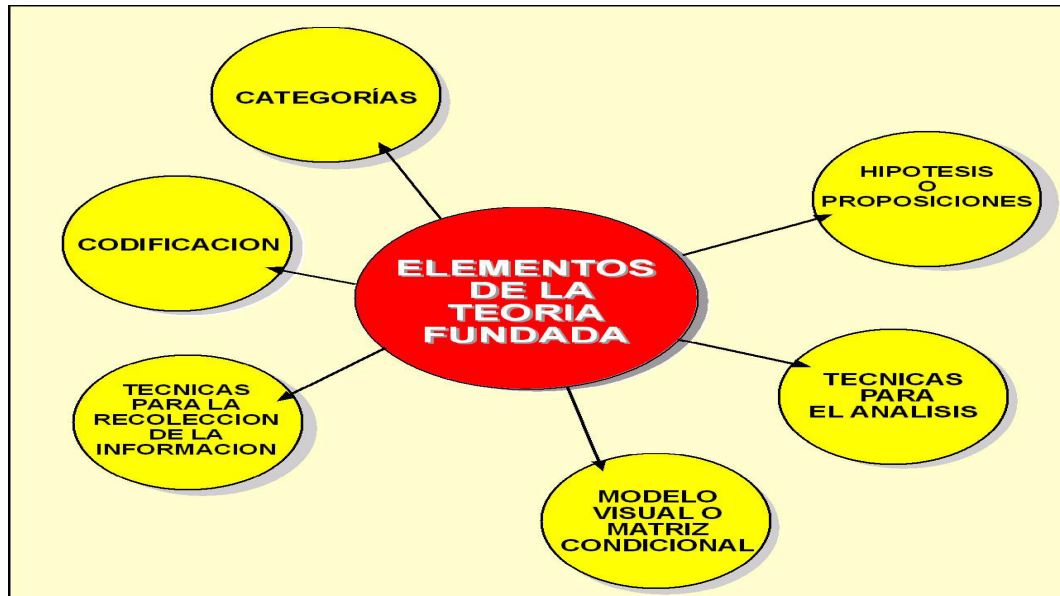 CATEGORÍAS
HIPOTESIS
O
PROPOSICIONES
CODIFICACION
ELEMENTOS
DE LA
TEORIA
FUNDADA
TECNICAS
PARA LA
RECOLECCION
DE LA
INFORMACION
TECNICAS
PARA
EL ANALISIS
MODELO
VISUAL O
MATRIZ
CONDICIONAL